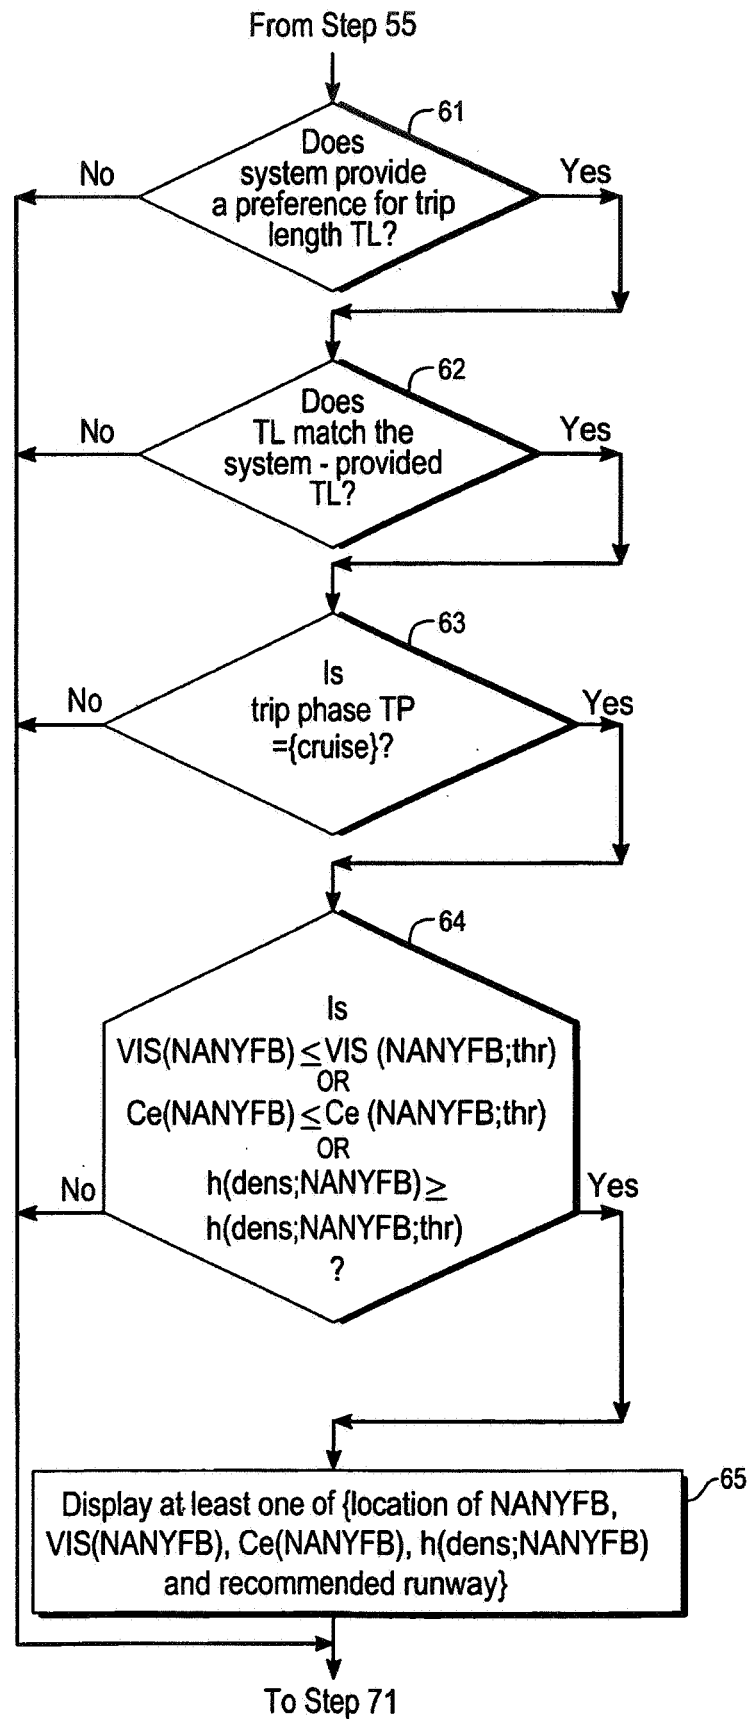 From Step 55
61
Does
system provide
a preference for trip
length TL?
No
Yes
62
Does
TL match the
system - provided
TL?
No
Yes
63
Is
trip phase TP
={cruise}?
No
Yes
64
Is
VIS(NANYFB) ≤ VIS (NANYFB;thr)
OR
Ce(NANYFB) ≤ Ce (NANYFB;thr)
OR
h(dens;NANYFB) ≥
h(dens;NANYFB;thr)
?
No
Yes
65
Display at least one of {location of NANYFB,
VIS(NANYFB), Ce(NANYFB), h(dens;NANYFB)
and recommended runway}
To Step 71